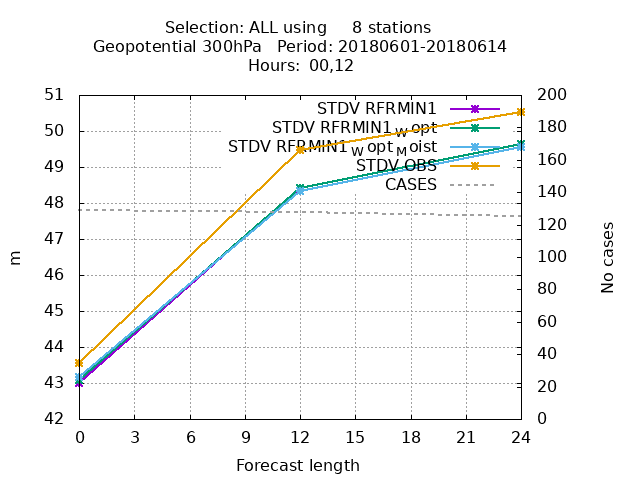 Selection: ALL using     8 stations
Geopotential 300hPa   Period: 20180601-20180614
Hours:  00,12
51 200
STDV RFRMIN1
50 180
STDV RFRMIN1Wopt
STDV RFRMIN1WoptMoist
49 160
STDV OBS
CASES
48 140
120
47
m No cases
46 100
45 80
60
44
40
43
20
42 0
0 3 6 9 12 15 18 21 24
Forecast length